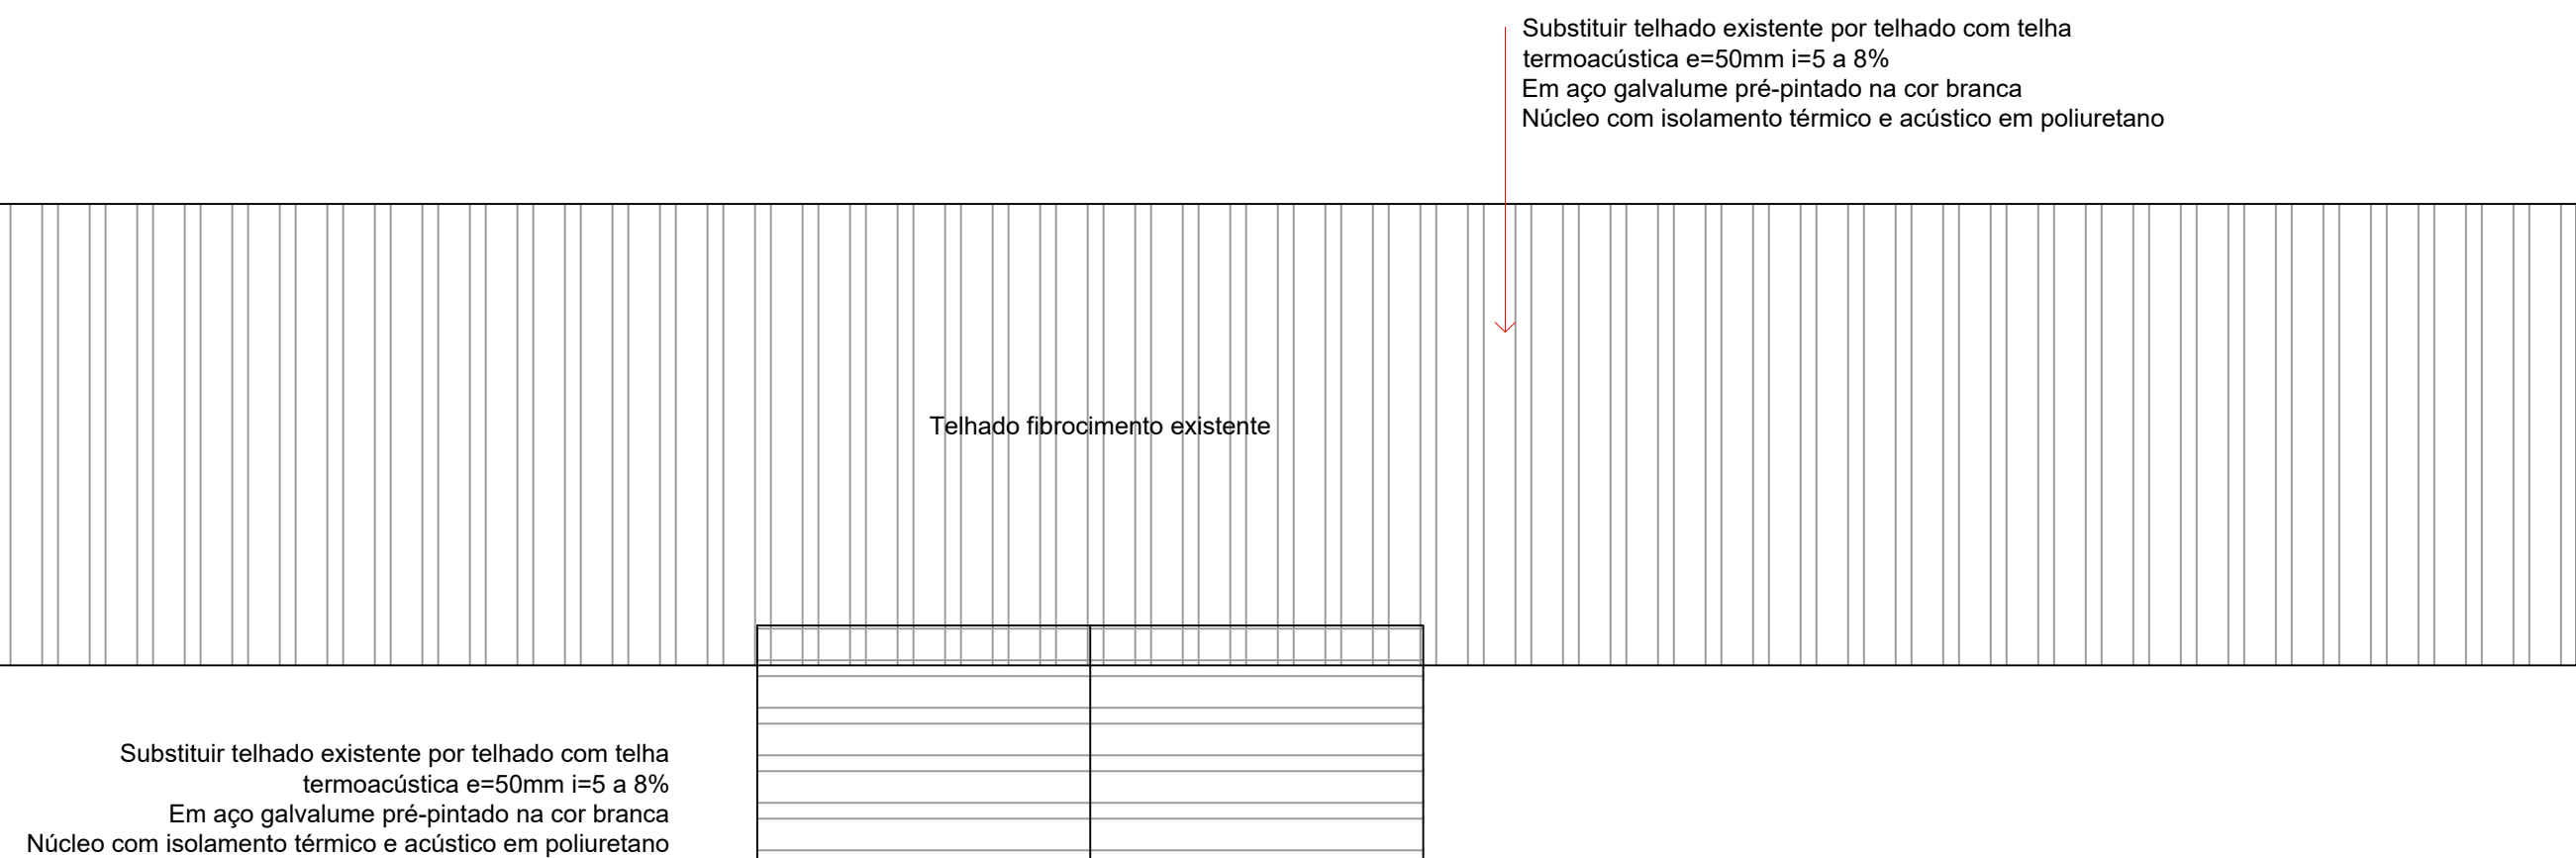 Substituir telhado existente por telhado com telha
termoacústica e=50mm i=5 a 8%
Em aço galvalume pré-pintado na cor branca
Núcleo com isolamento térmico e acústico em poliuretano
Telhado fibrocimento existente
Substituir telhado existente por telhado com telha
termoacústica e=50mm i=5 a 8%
Em aço galvalume pré-pintado na cor branca
Núcleo com isolamento térmico e acústico em poliuretano